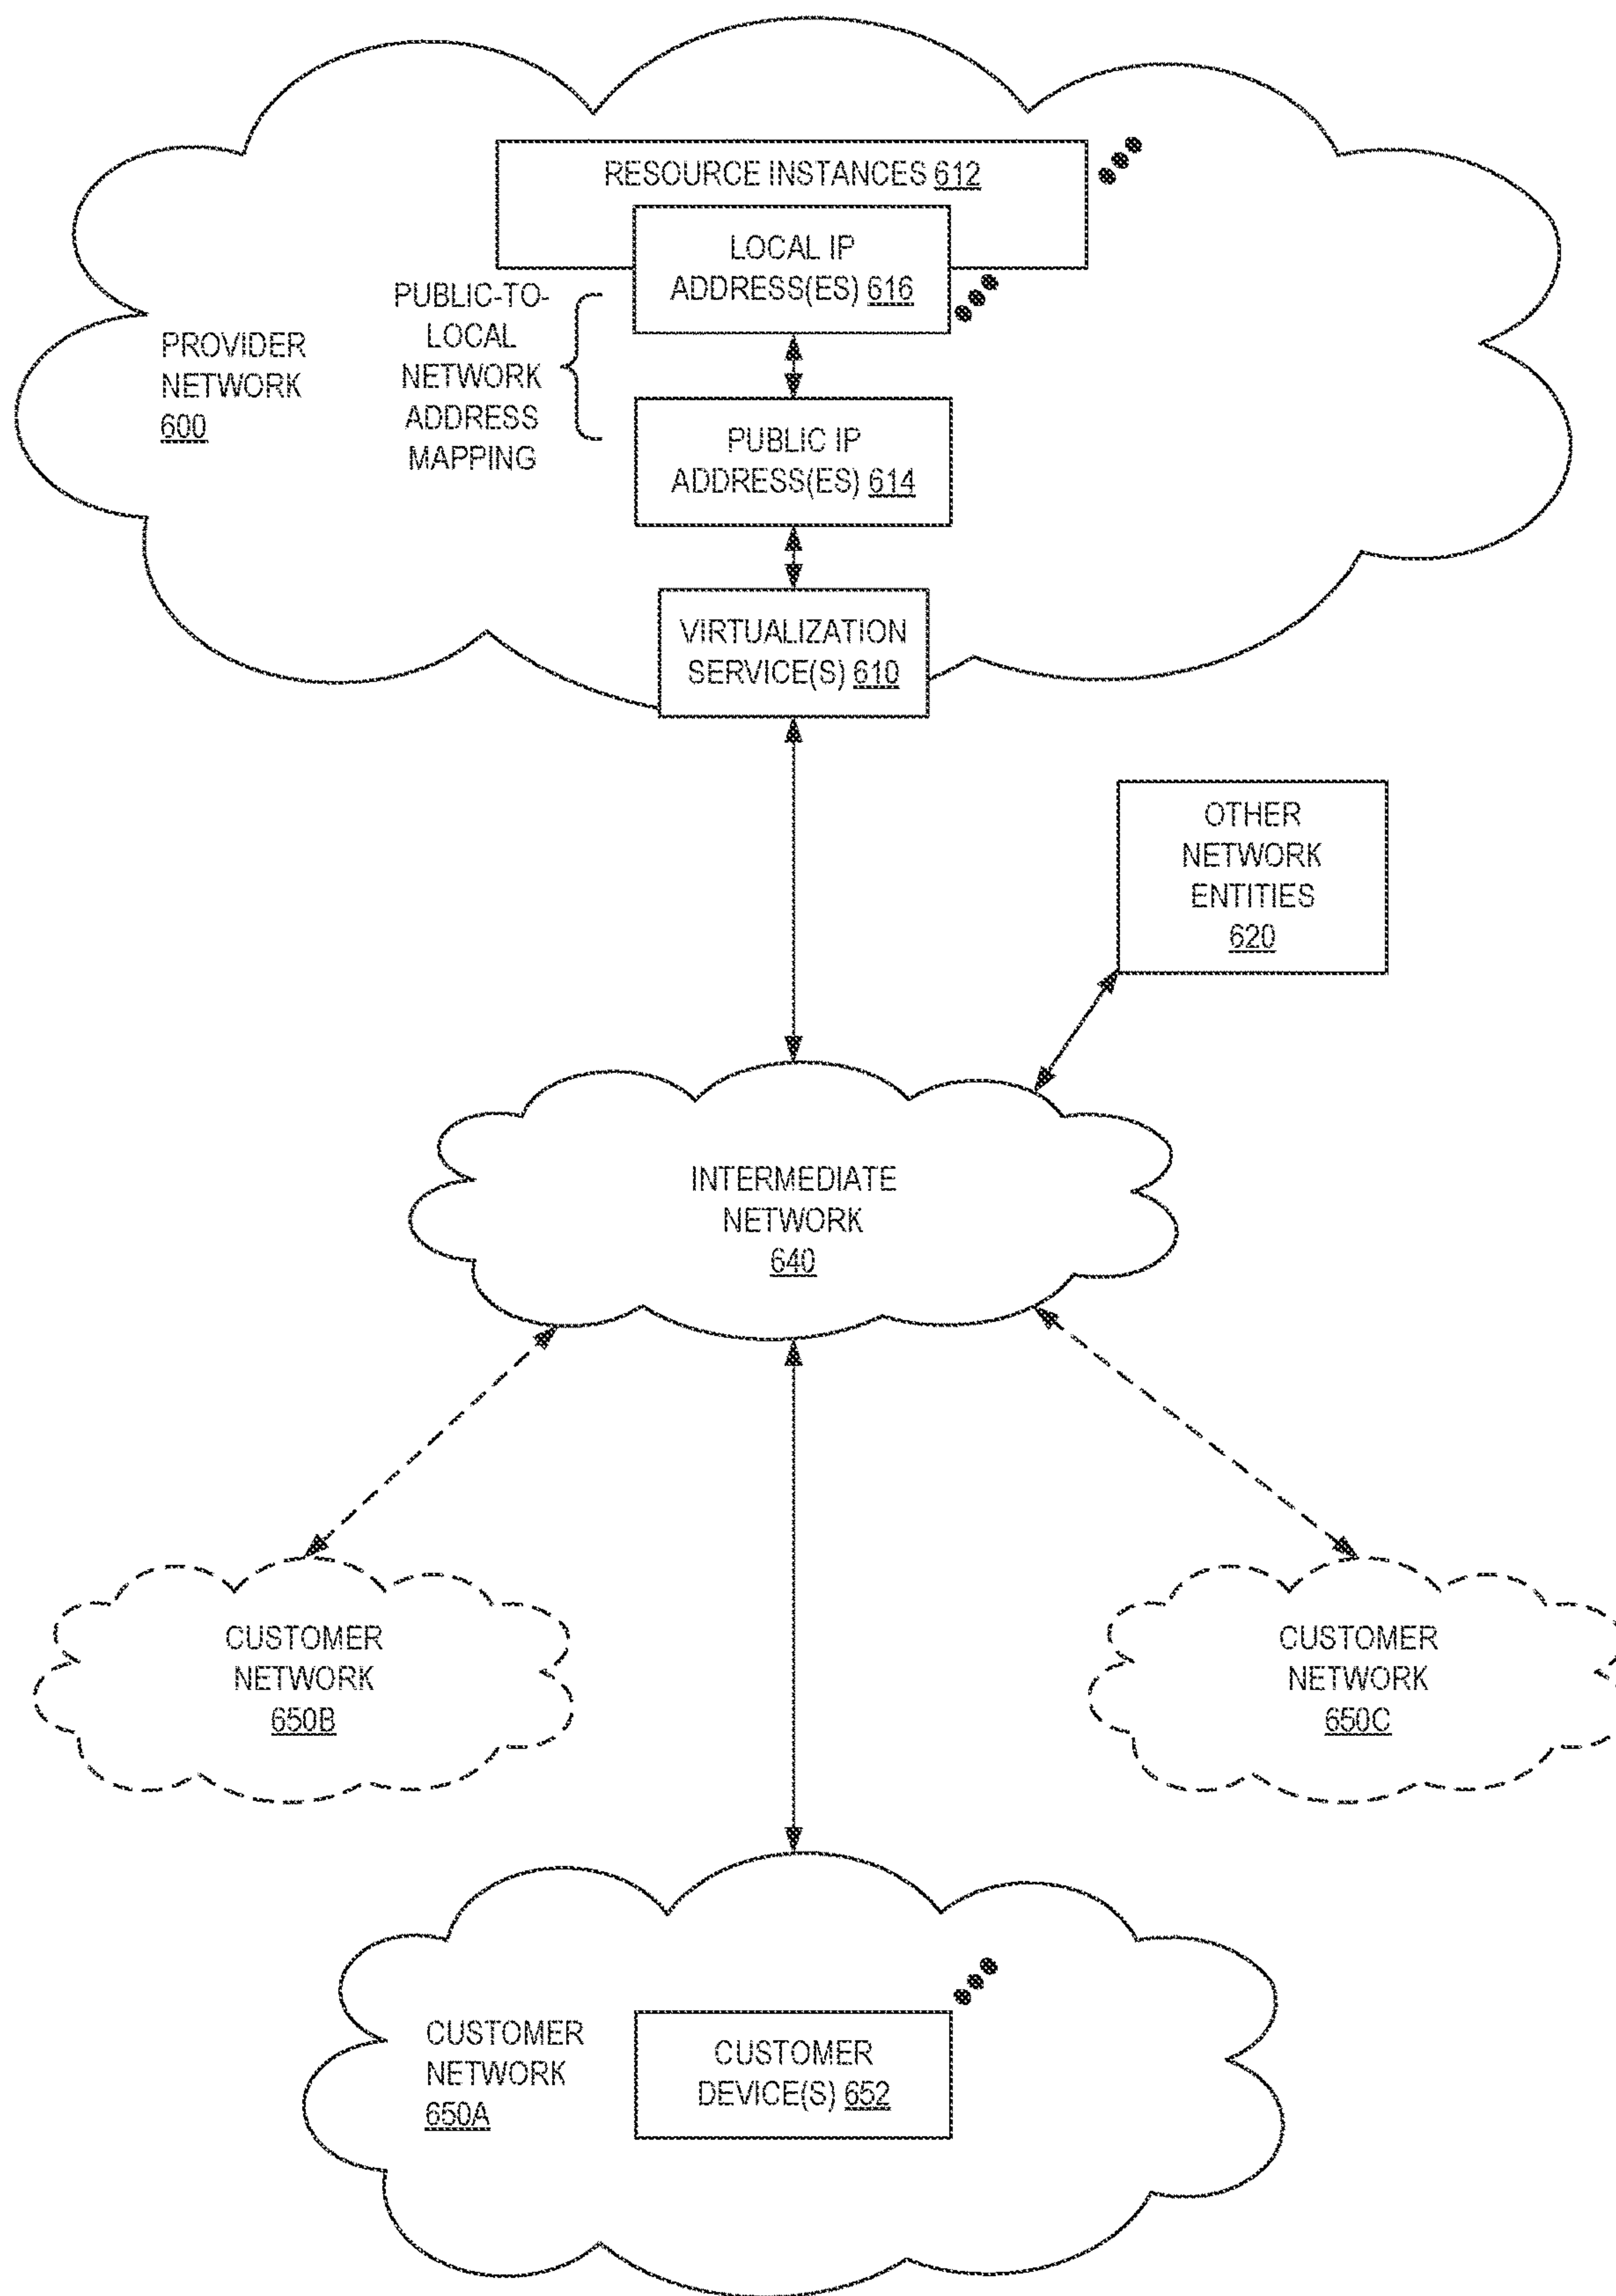 RESOURCE INSTANCES 612
LOCAL IP
ADDRESS(ES) 616
PUBLIC-TO-
LOCAL
NETWORK
ADDRESS
MAPPING
PROVIDER
NETWORK
600
PUBLIC IP
ADDRESS(ES) 614
VIRTUALIZATION
SERVICE(S) 610
OTHER
NETWORK
ENTITIES
620
INTERMEDIATE
NETWORK
640
CUSTOMER
NETWORK
650B
CUSTOMER
NETWORK
650C
CUSTOMER
NETWORK
650A
CUSTOMER
DEVICE(S) 652